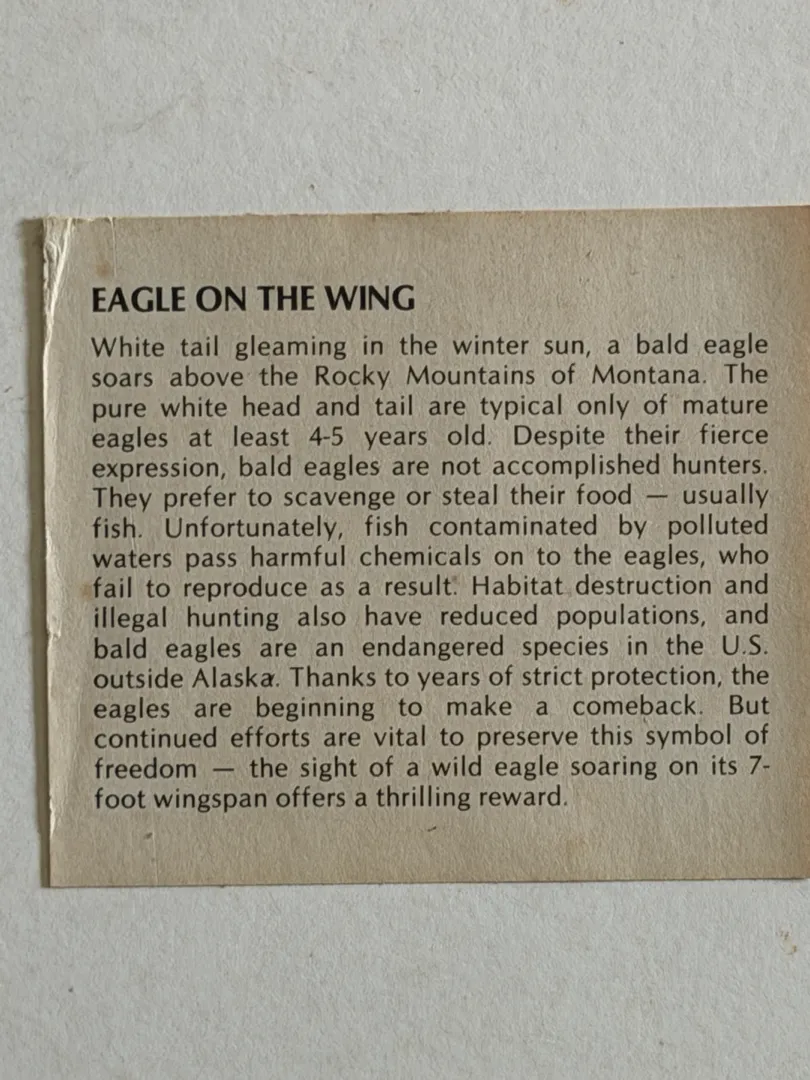 EAGLE ON THE WING
White tail gleaming in the winter sun, a bald eagle
soars above the Rocky Mountains of Montana. The
pure white head and tail are typical only of mature
eagles at least 4-5 years old. Despite their fierce
expression, bald eagles are not accomplished hunters.
They prefer to scavenge or steal their food — usually
fish. Unfortunately, fish contaminated by polluted
waters pass harmful chemicals on to the eagles, who
fail to reproduce as a result. Habitat destruction and
illegal hunting also have reduced populations, and
bald eagles are an endangered species in the U.S.
outside Alaska. Thanks to years of strict protection, the
eagles are beginning to make a comeback. But
continued efforts are vital to preserve this symbol of
freedom — the sight of a wild eagle soaring on its 7-
foot wingspan offers a thrilling reward.